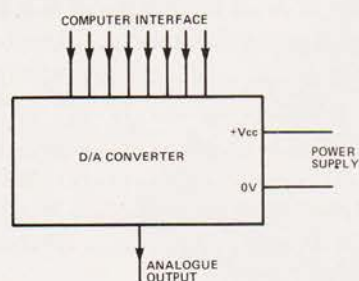 COMPUTER INTERFACE
+Vcc
D/A CONVERTER
POWER
SUPPLY
0V
ANALOGUE
OUTPUT